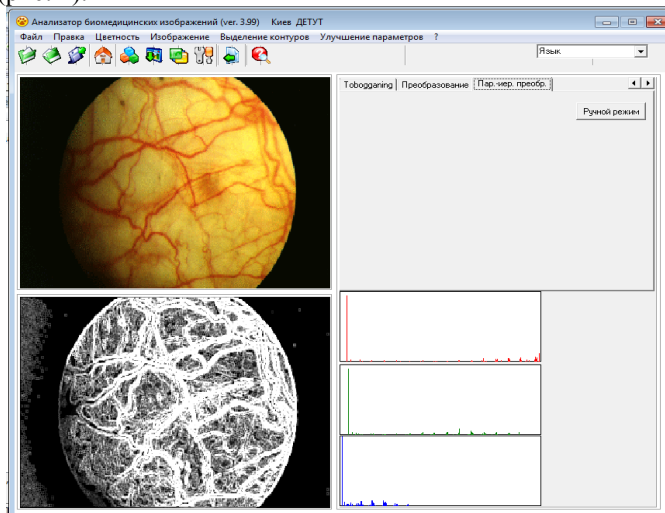 Анализатор биомедицинских изображений (ver. 3.99) Киев ДЕТУТ
Файл Правка Цветность Изображение Выделение контуров Улучшение параметров ?
Язык
Tobogganing Преобразование Пар.-иер. преобр.
Ручной режим